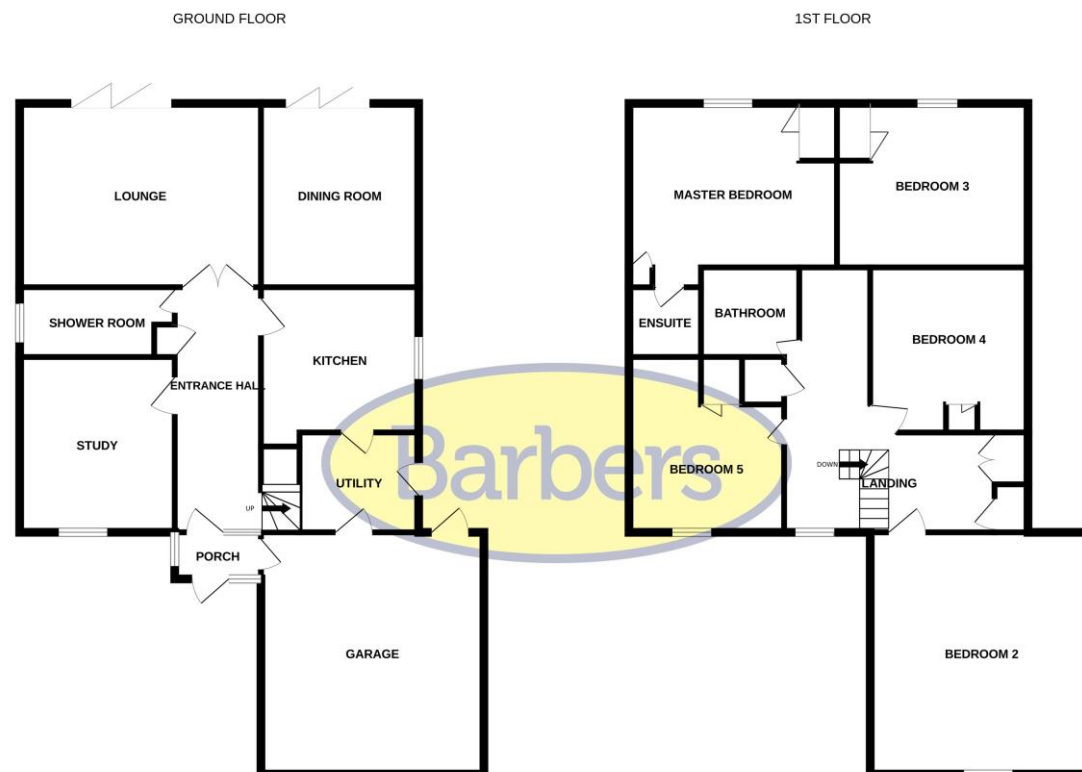 GROUND FLOOR
LOUNGE
DINING ROOM
SHOWER ROOM
KITCHEN
ENTRANCE HALL
STUDY
UTILITY
UP
PORCH
GARAGE
Barbers
1ST FLOOR
MASTER BEDROOM
BEDROOM 3
ENSUITE
BATHROOM
BEDROOM 4
BEDROOM 5
DOWN
LANDING
BEDROOM 2